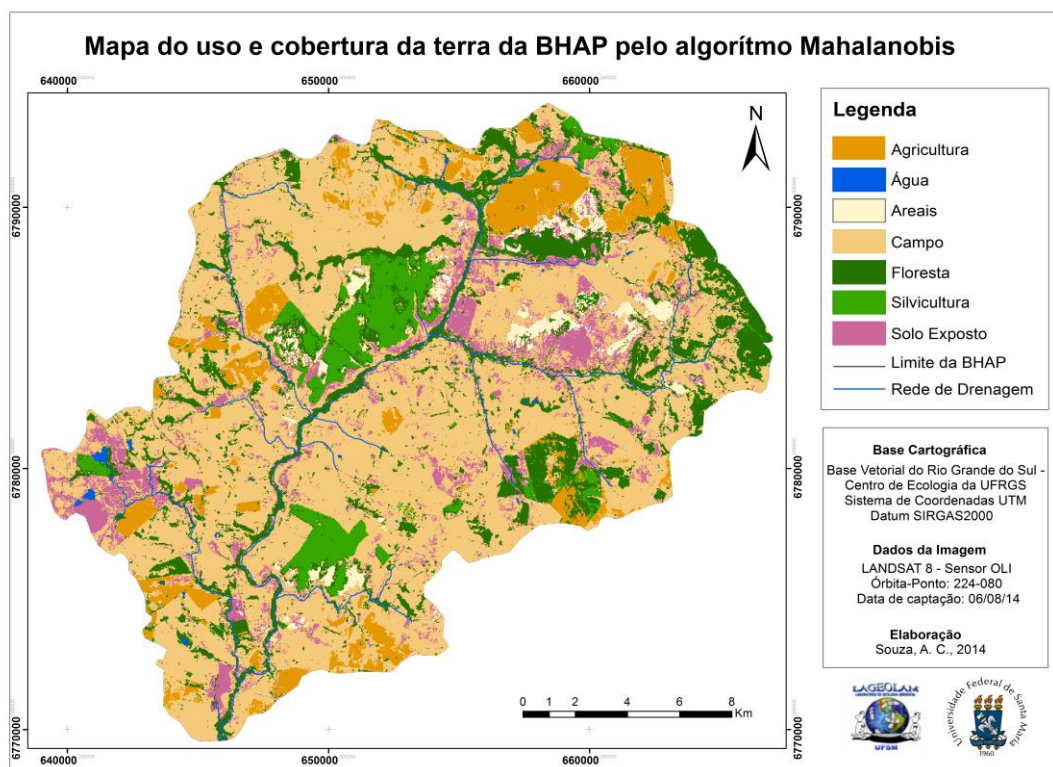 Mapa do uso e cobertura da terra da BHAP pelo algorítmo Mahalanobis
640000
650000
660000
N
6790000
6790000
6780000
6780000
6770000
6770000
0 2 4 6 8
Km
640000
650000
660000
Legenda
Agricultura
Água
Areais
Campo
Floresta
Silvicultura
Solo Exposto
Limite da BHAP
Rede de Drenagem
Base Cartográfica
Base Vetorial do Rio Grande do Sul -
Centro de Ecologia da UFRGS
Sistema de Coordenadas UTM
Datum SIRGAS2000
Dados da Imagem
LANDSAT 8 - Sensor OLI
Órbita-Ponto: 224-080
Data de captação: 06/08/14
Elaboração
Souza, A. C., 2014
LAGEOLAM
UFSM
Universidade Federal de Santa Maria
1960